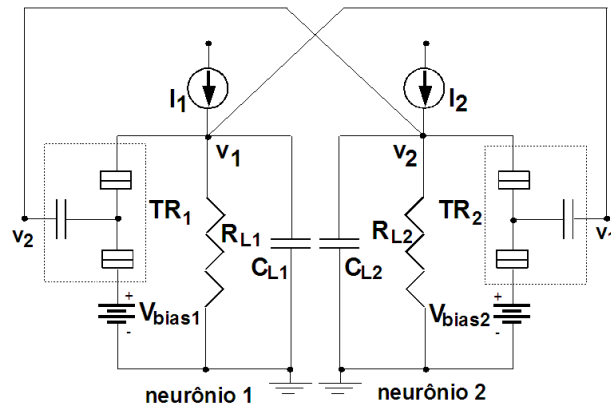 I1
I2
v1
v2
TR1
TR2
v2
v1
RL1
RL2
CL1
CL2
+
Vbias1
-
+
Vbias2
-
neurônio 1
neurônio 2